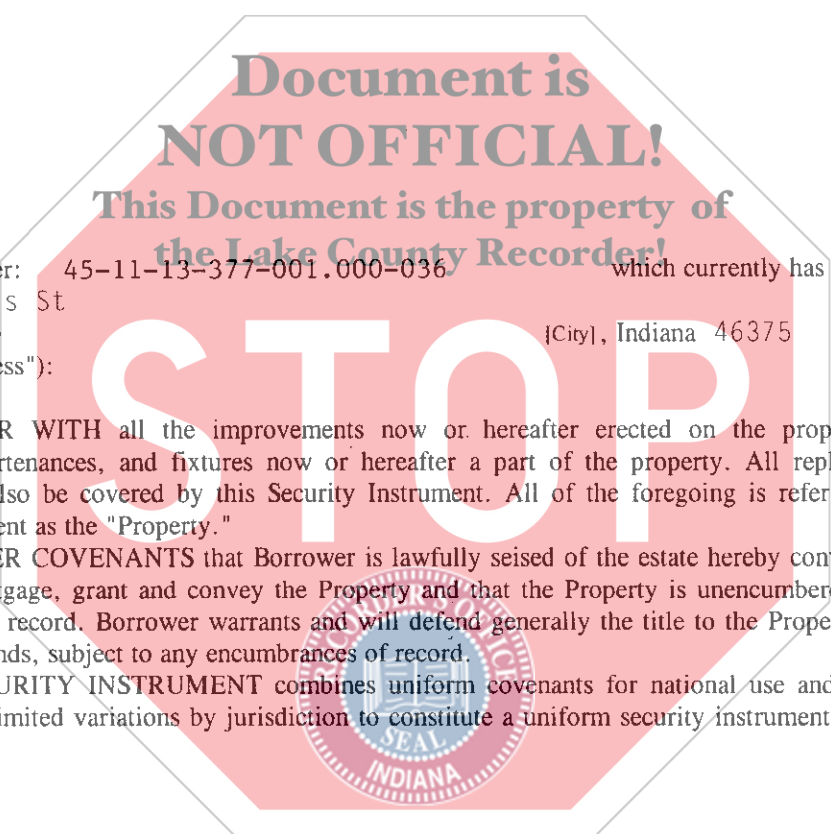 Document is
NOT OFFICIAL!
This Document is the property of
the Lake County Recorder!
er: 45-11-13-377-001.000-036 which currently has
s St
[City], Indiana 46375
ess"):
R WITH all the improvements now or hereafter erected on the prop
rtenances, and fixtures now or hereafter a part of the property. All repl
lso be covered by this Security Instrument. All of the foregoing is refer
ent as the "Property."
ER COVENANTS that Borrower is lawfully seised of the estate hereby con
tgage, grant and convey the Property and that the Property is unencumber
record. Borrower warrants and will defend generally the title to the Prope
nds, subject to any encumbrances of record.
URITY INSTRUMENT combines uniform covenants for national use and
imited variations by jurisdiction to constitute a uniform security instrument
STOP
RECORDER'S OFFICE
SEAL
INDIANA